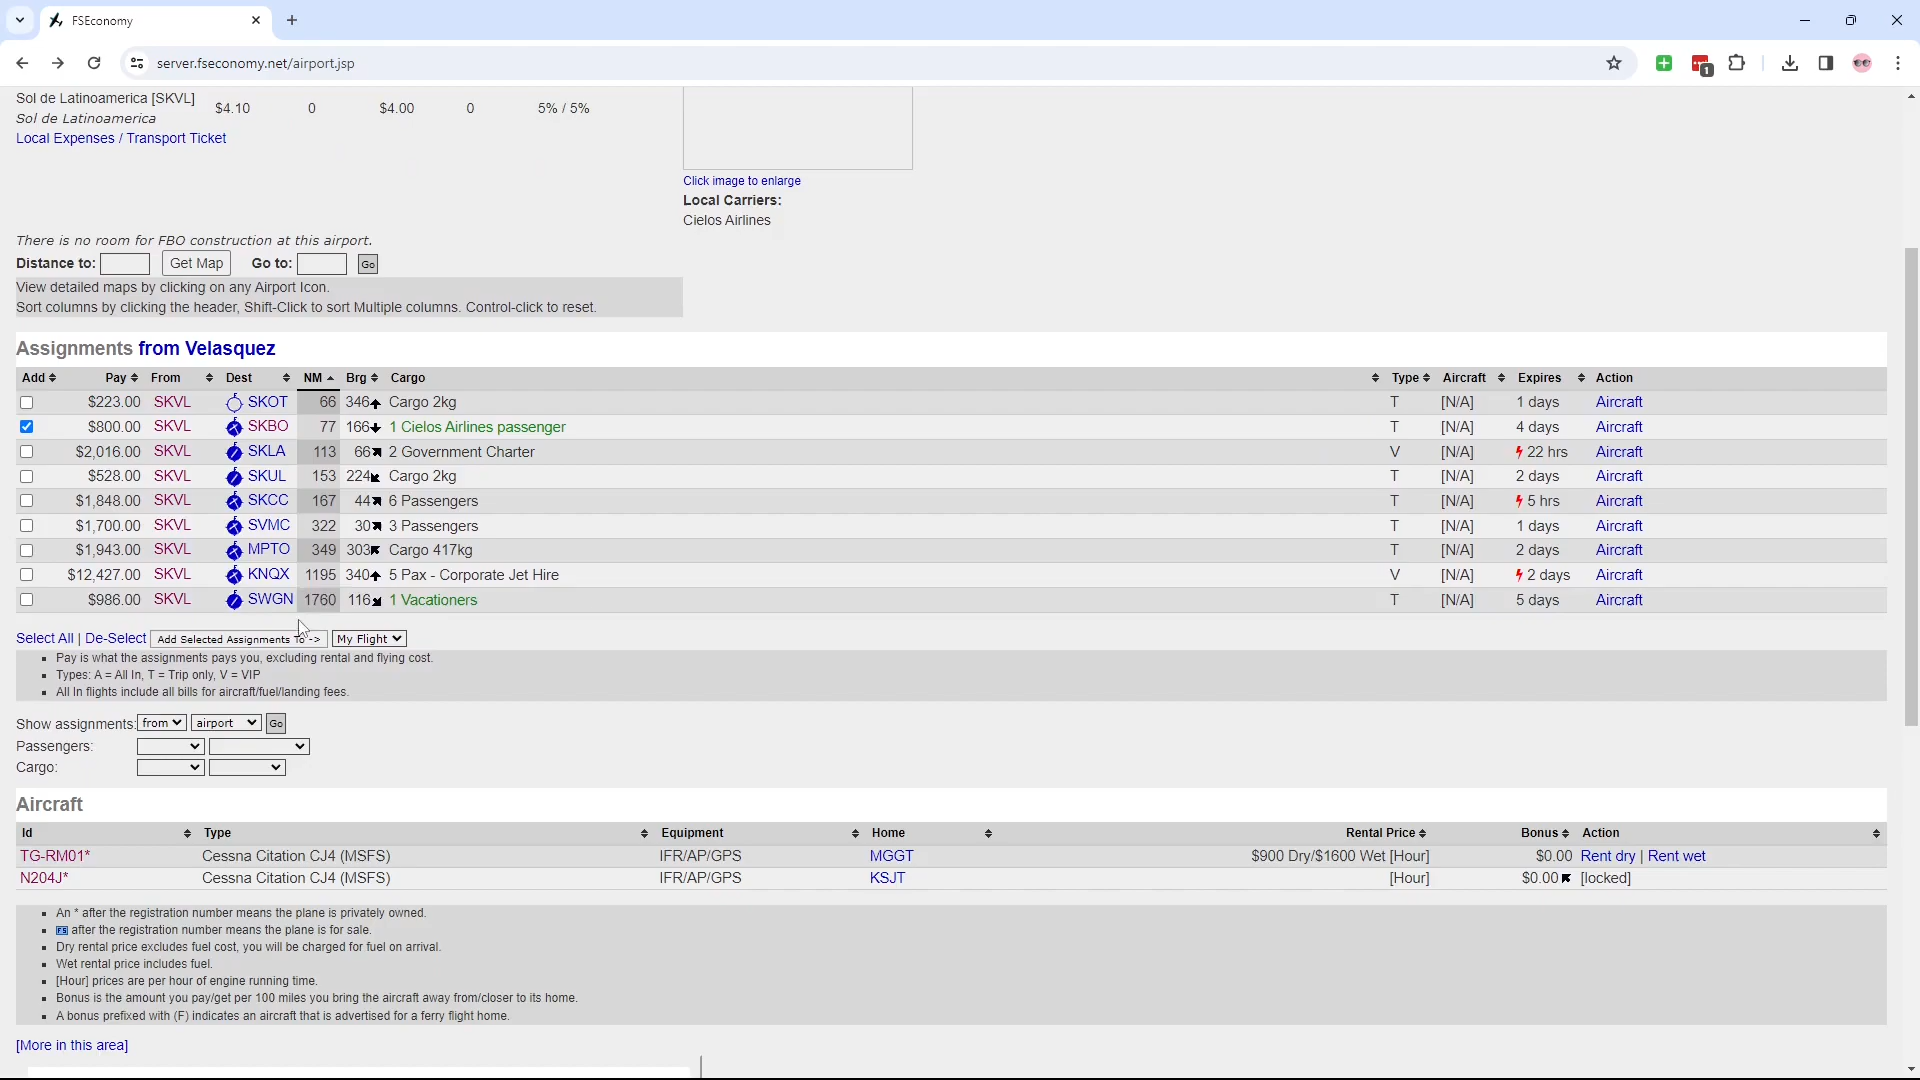 FSEconomy
server.fseconomy.net/airport.jsp
1
Sol de Latinoamerica [SKVL] $4.10 0 $4.00 0 5% / 5%
Sol de Latinoamerica
Local Expenses / Transport Ticket
Click image to enlarge
Local Carriers:
Cielos Airlines
There is no room for FBO construction at this airport.
Distance to: Get Map Go to: Go
View detailed maps by clicking on any Airport Icon.
Sort columns by clicking the header, Shift-Click to sort Multiple columns. Control-click to reset.
Assignments from Velasquez
Add Pay From Dest NM Brg Cargo Type Aircraft Expires Action
$223.00 SKVL SKOT 66 346 Cargo 2kg T [N/A] 1 days Aircraft
$800.00 SKVL SKBO 77 166 1 Cielos Airlines passenger T [N/A] 4 days Aircraft
$2,016.00 SKVL SKLA 113 66 2 Government Charter V [N/A] 22 hrs Aircraft
$528.00 SKVL SKUL 153 224 Cargo 2kg T [N/A] 2 days Aircraft
$1,848.00 SKVL SKCC 167 44 6 Passengers T [N/A] 5 hrs Aircraft
$1,700.00 SKVL SVMC 322 30 3 Passengers T [N/A] 1 days Aircraft
$1,943.00 SKVL MPTO 349 303 Cargo 417kg T [N/A] 2 days Aircraft
$12,427.00 SKVL KNQX 1195 340 5 Pax - Corporate Jet Hire V [N/A] 2 days Aircraft
$986.00 SKVL SWGN 1760 116 1 Vacationers T [N/A] 5 days Aircraft
Select All | De-Select Add Selected Assignments To -> My Flight
Pay is what the assignments pays you, excluding rental and flying cost.
Types: A = All In, T = Trip only, V = VIP
All In flights include all bills for aircraft/fuel/landing fees.
Show assignments: from airport Go
Passengers:
Cargo:
Aircraft
Id Type Equipment Home Rental Price Bonus Action
TG-RM01* Cessna Citation CJ4 (MSFS) IFR/AP/GPS MGGT $900 Dry/$1600 Wet [Hour] $0.00 Rent dry | Rent wet
N204J* Cessna Citation CJ4 (MSFS) IFR/AP/GPS KSJT [Hour] $0.00 [locked]
An * after the registration number means the plane is privately owned.
after the registration number means the plane is for sale.
Dry rental price excludes fuel cost, you will be charged for fuel on arrival.
Wet rental price includes fuel.
[Hour] prices are per hour of engine running time.
Bonus is the amount you pay/get per 100 miles you bring the aircraft away from/closer to its home.
A bonus prefixed with (F) indicates an aircraft that is advertised for a ferry flight home.
[More in this area]